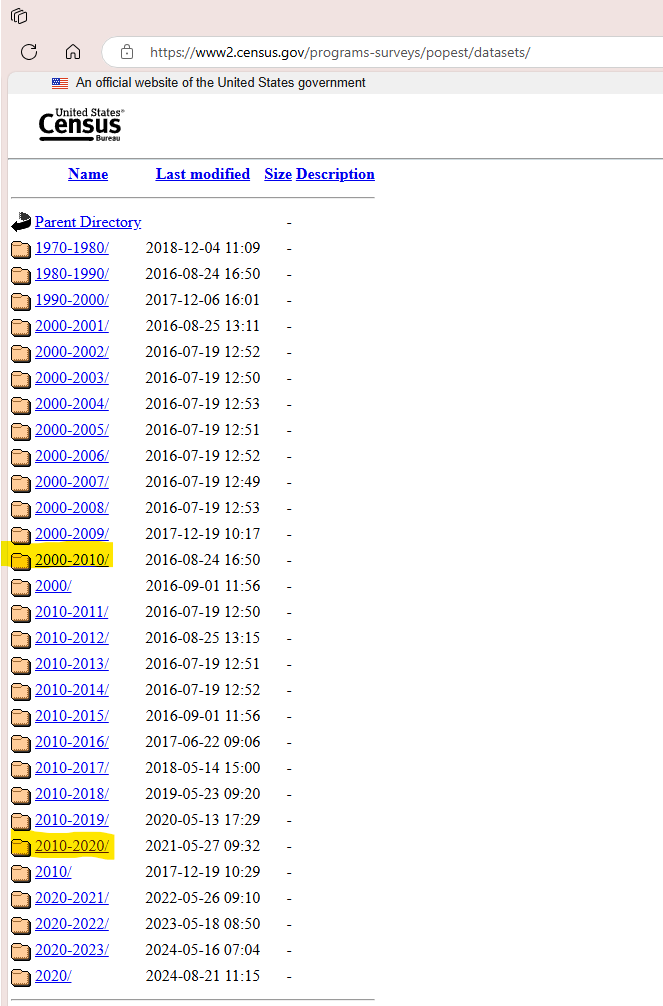 https://www2.census.gov/programs-surveys/popest/datasets/
An official website of the United States government
United States®
Census
Bureau
Name Last modified Size Description
Parent Directory -
1970-1980/ 2018-12-04 11:09 -
1980-1990/ 2016-08-24 16:50 -
1990-2000/ 2017-12-06 16:01 -
2000-2001/ 2016-08-25 13:11 -
2000-2002/ 2016-07-19 12:52 -
2000-2003/ 2016-07-19 12:50 -
2000-2004/ 2016-07-19 12:53 -
2000-2005/ 2016-07-19 12:51 -
2000-2006/ 2016-07-19 12:52 -
2000-2007/ 2016-07-19 12:49 -
2000-2008/ 2016-07-19 12:53 -
2000-2009/ 2017-12-19 10:17 -
2000-2010/ 2016-08-24 16:50 -
2000/ 2016-09-01 11:56 -
2010-2011/ 2016-07-19 12:50 -
2010-2012/ 2016-08-25 13:15 -
2010-2013/ 2016-07-19 12:51 -
2010-2014/ 2016-07-19 12:52 -
2010-2015/ 2016-09-01 11:56 -
2010-2016/ 2017-06-22 09:06 -
2010-2017/ 2018-05-14 15:00 -
2010-2018/ 2019-05-23 09:20 -
2010-2019/ 2020-05-13 17:29 -
2010-2020/ 2021-05-27 09:32 -
2010/ 2017-12-19 10:29 -
2020-2021/ 2022-05-26 09:10 -
2020-2022/ 2023-05-18 08:50 -
2020-2023/ 2024-05-16 07:04 -
2020/ 2024-08-21 11:15 -